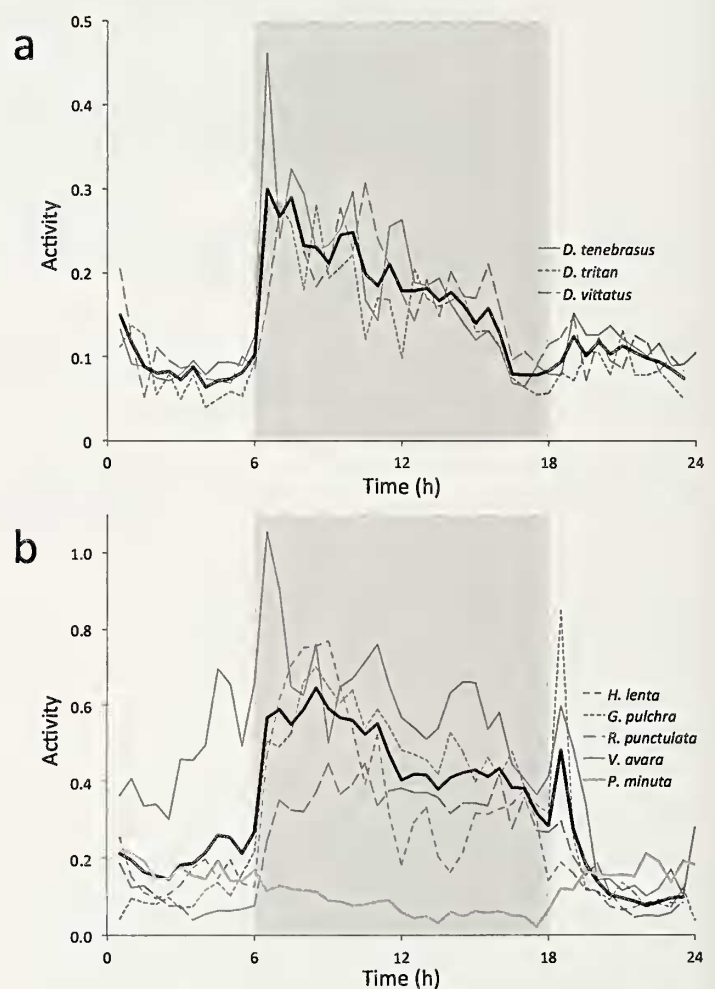 a
0.5
0.4
0.3
0.2
0.1
0
Activity
D. tenebrasus
D. tritan
D. vittatus
0 6 12 18 24
Time (h)
b
1.0
0.8
0.6
0.4
0.2
0.0
Activity
H. lenta
G. pulchra
R. punctulata
V. avara
P. minuta
0 6 12 18 24
Time (h)